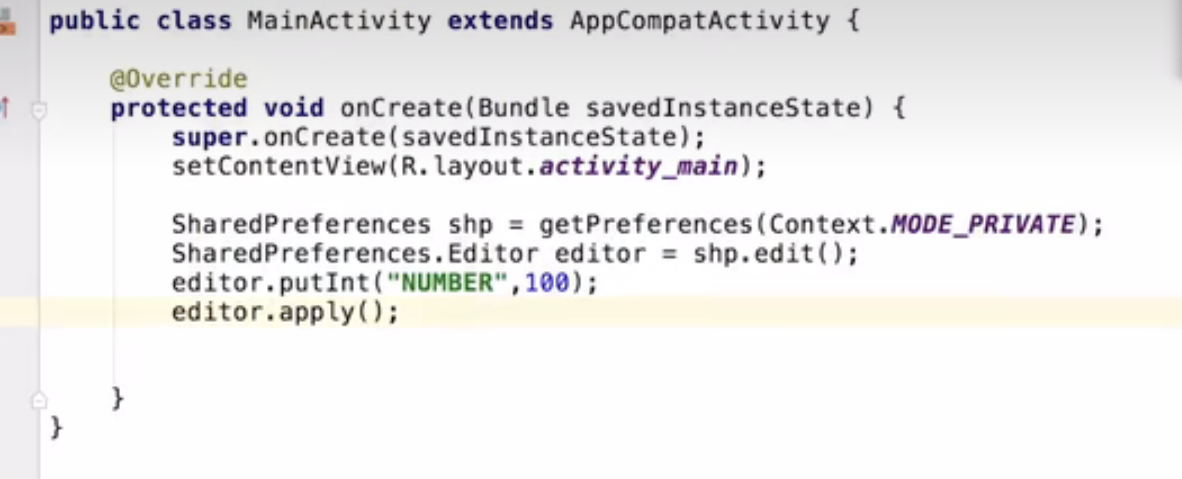 public class MainActivity extends AppCompatActivity {
@Override
protected void onCreate(Bundle savedInstanceState) {
super.onCreate(savedInstanceState);
setContentView(R.layout.activity_main);
SharedPreferences shp = getPreferences(Context.MODE_PRIVATE);
SharedPreferences.Editor editor = shp.edit();
editor.putInt("NUMBER",100);
editor.apply();
}
}